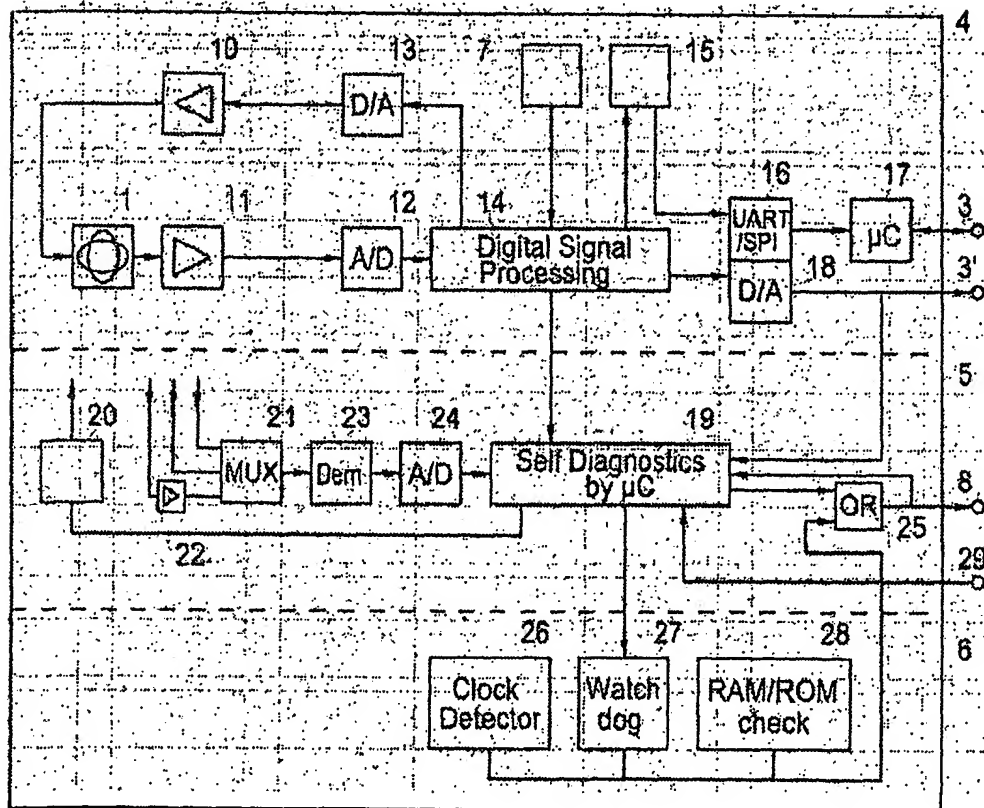 4
10 13 7 15
D/A
16 17
1 11 12 14 3
UART
/SPI
µC
A/D
Digital Signal
Processing
3'
D/A
18
5
20 21 23 24 19
MUX
Dem
A/D
Self Diagnostics
by µC
8
OR
25
22
29
26 27 28 6
Clock
Detector
Watch
dog
RAM/ROM
check